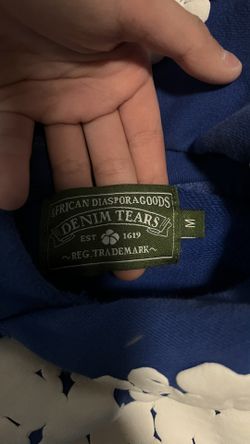 AFRICAN DIASPORA GOODS
DENIM TEARS
EST 1619
~REG. TRADEMARK~
M